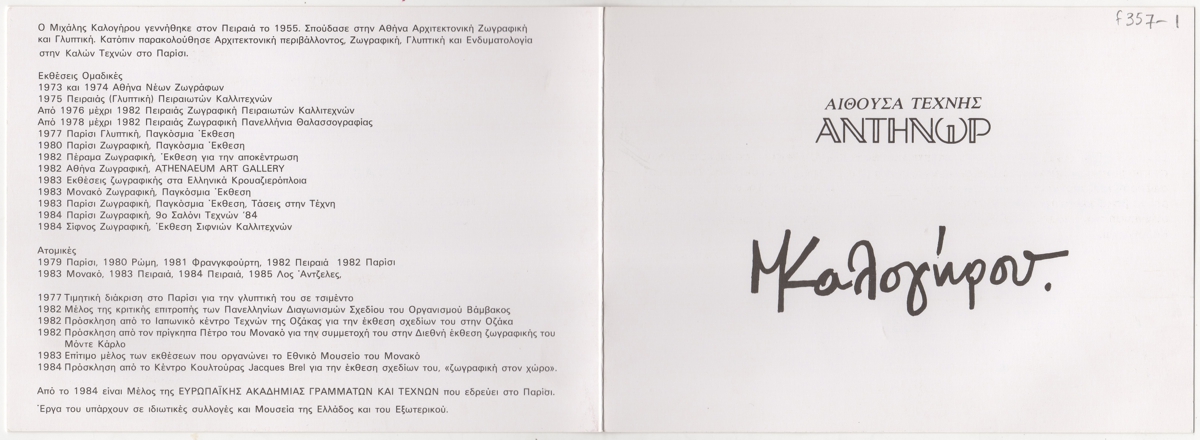 Ο Μιχάλης Καλογήρου γεννήθηκε στον Πειραιά το 1955. Σπούδασε στην Αθήνα Αρχιτεκτονική Ζωγραφική
και Γλυπτική. Κατόπιν παρακολούθησε Αρχιτεκτονική περιβάλλοντος, Ζωγραφική, Γλυπτική και Ενδυματολογία
στην Καλών Τεχνών στο Παρίσι.
Εκθέσεις Ομαδικές
1973 και 1974 Αθήνα Νέων Ζωγράφων
1975 Πειραιάς (Γλυπτική) Πειραιωτών Καλλιτεχνών
Από 1976 μέχρι 1982 Πειραιάς Ζωγραφική Πειραιωτών Καλλιτεχνών
Από 1978 μέχρι 1982 Πειραιάς Ζωγραφική Πανελλήνια Θαλασσογραφίας
1977 Παρίσι Γλυπτική, Παγκόσμια Έκθεση
1980 Παρίσι Ζωγραφική, Παγκόσμια Έκθεση
1982 Πέραμα Ζωγραφική, Έκθεση για την αποκέντρωση
1982 Αθήνα Ζωγραφική, ATHENAEUM ART GALLERY
1983 Εκθέσεις ζωγραφικής στα Ελληνικά Κρουαζιερόπλοια
1983 Μονακό Ζωγραφική, Παγκόσμια Έκθεση
1983 Παρίσι Ζωγραφική, Παγκόσμια Έκθεση, Τάσεις στην Τέχνη
1984 Παρίσι Ζωγραφική, 9ο Σαλόνι Τεχνών '84
1984 Σίφνος Ζωγραφική, Έκθεση Σιφνιών Καλλιτεχνών
Ατομικές
1979 Παρίσι, 1980 Ρώμη, 1981 Φρανγκφούρτη, 1982 Πειραιά 1982 Παρίσι
1983 Μονακό, 1983 Πειραιά, 1984 Πειραιά, 1985 Λος Άντζελες,
1977 Τιμητική διάκριση στο Παρίσι για την γλυπτική του σε τσιμέντο
1982 Μέλος της κριτικής επιτροπής των Πανελληνίων Διαγωνισμών Σχεδίου του Οργανισμού Βάμβακος
1982 Πρόσκληση από το Ιαπωνικό κέντρο Τεχνών της Οζάκας για την έκθεση σχεδίων του στην Οζάκα
1982 Πρόσκληση από τον πρίγκηπα Πέτρο του Μονακό για την συμμετοχή του στην Διεθνή έκθεση ζωγραφικής του
Μόντε Κάρλο
1983 Επίτιμο μέλος των εκθέσεων που οργανώνει το Εθνικό Μουσείο του Μονακό
1984 Πρόσκληση από το Κέντρο Κουλτούρας Jacques Brel για την έκθεση σχεδίων του, «ζωγραφική στον χώρο».
Από το 1984 είναι Μέλος της ΕΥΡΩΠΑΪΚΗΣ ΑΚΑΔΗΜΙΑΣ ΓΡΑΜΜΑΤΩΝ ΚΑΙ ΤΕΧΝΩΝ που εδρεύει στο Παρίσι.
Έργα του υπάρχουν σε ιδιωτικές συλλογές και Μουσεία της Ελλάδος και του Εξωτερικού.
f357-1
ΑΙΘΟΥΣΑ ΤΕΧΝΗΣ
ΑΝΤΗΝΩΡ
ΜΚαλογήρου.